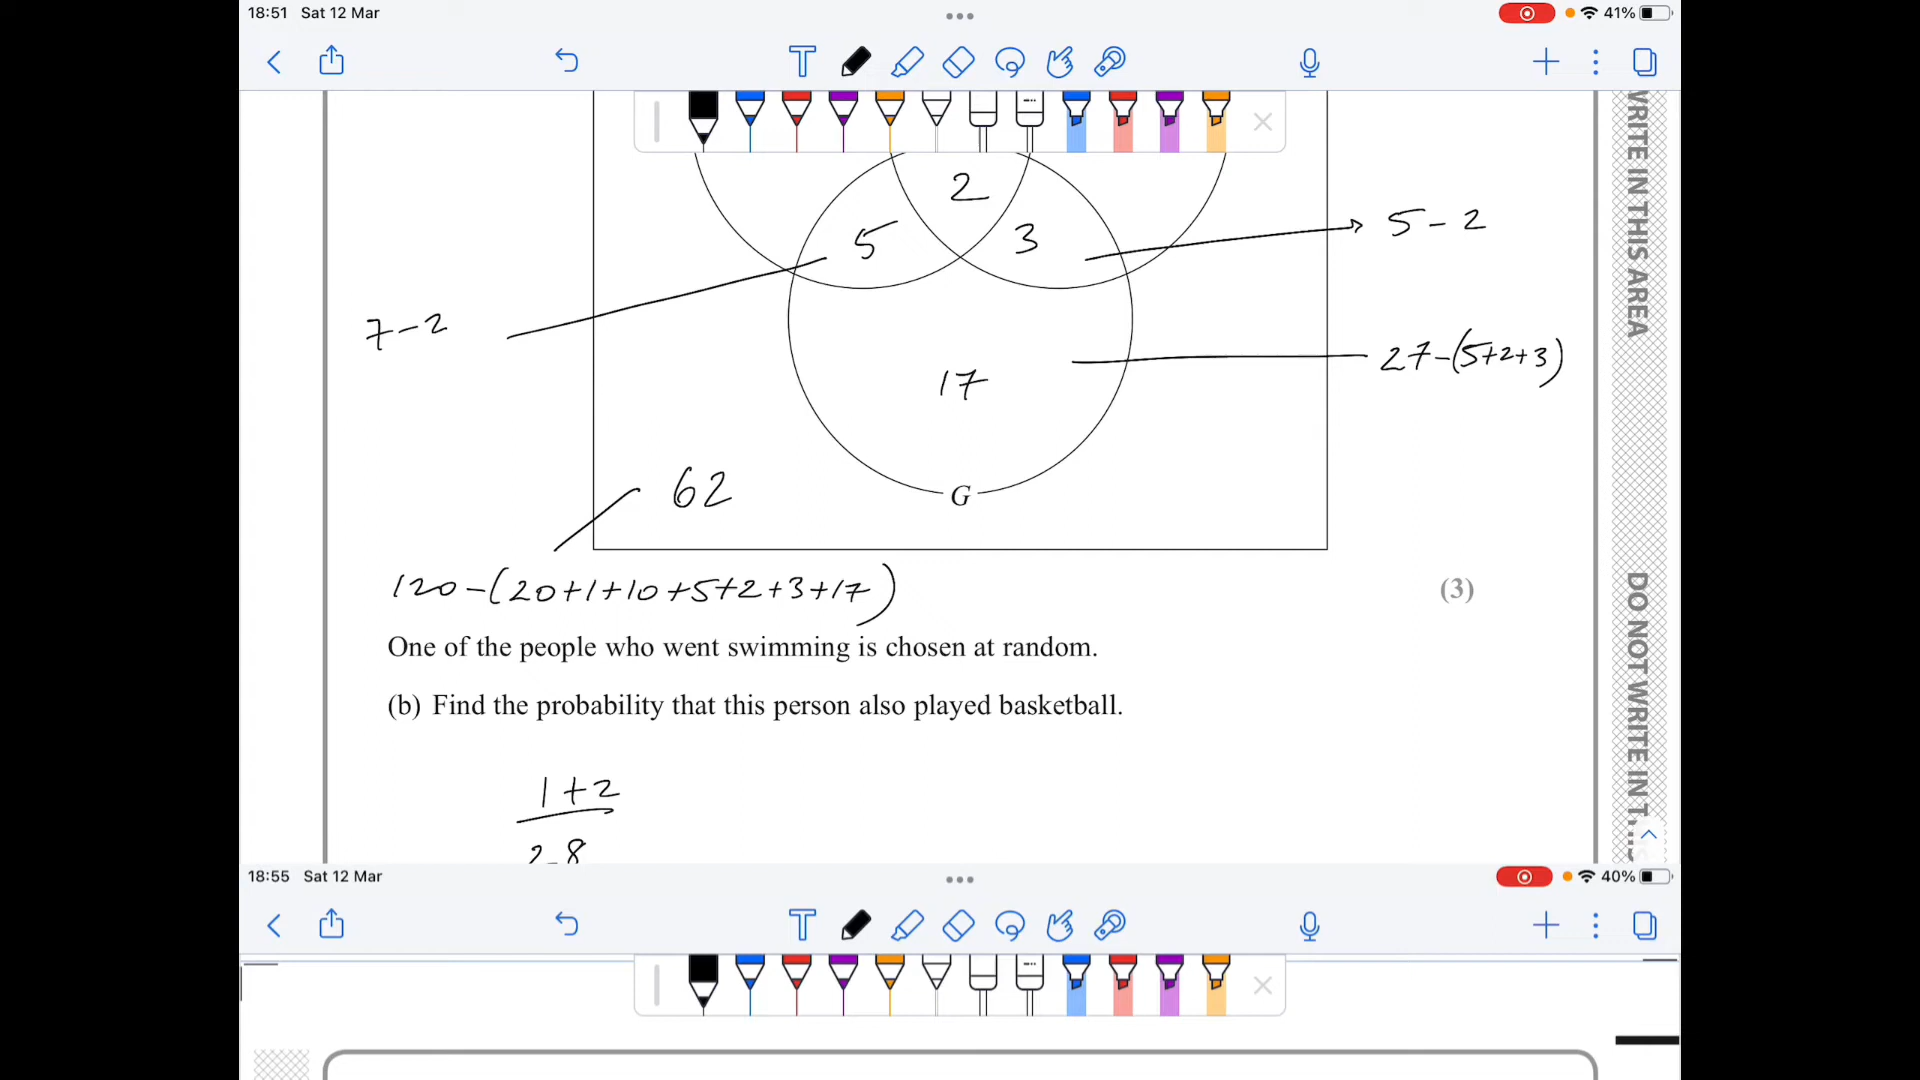 18:51 Sat 12 Mar
41%
T
2
5
3
5-2
7-2
27-(5+2+3)
17
62
G
120-(20+1+10+5+2+3+17)
(3)
One of the people who went swimming is chosen at random.
(b) Find the probability that this person also played basketball.
1+2
28
WRITE IN THIS AREA
DO NOT WRITE IN THIS
18:55 Sat 12 Mar
40%
T